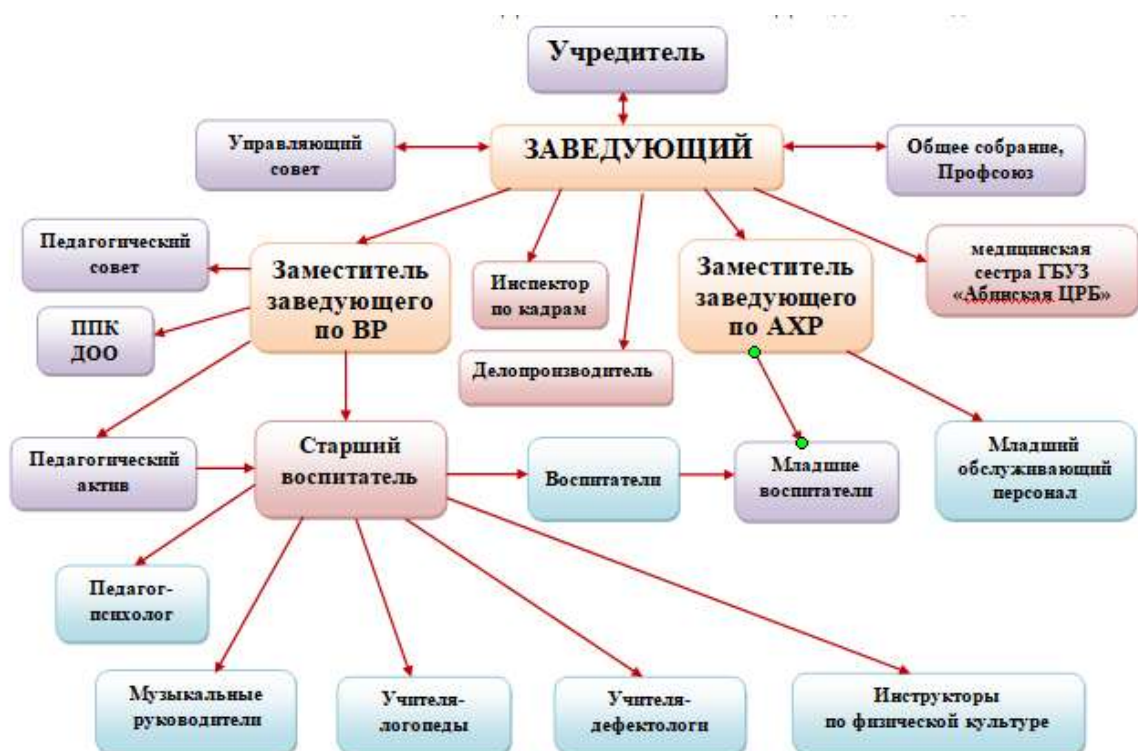 Учредитель
Управляющий
совет
ЗАВЕДУЮЩИЙ
Общее собрание,
Профсоюз
Педагогический
совет
Заместитель
заведующего
по ВР
Инспектор
по кадрам
Заместитель
заведующего
по АХР
медицинская
сестра ГБУЗ
«Абинская ЦРБ»
ППК
ДОО
Делопроизводитель
Педагогический
актив
Старший
воспитатель
Воспитатели
Младшие
воспитатели
Младший
обслуживающий
персонал
Педагог-
психолог
Музыкальные
руководители
Учителя-
логопеды
Учителя-
дефектологи
Инструкторы
по физической культуре